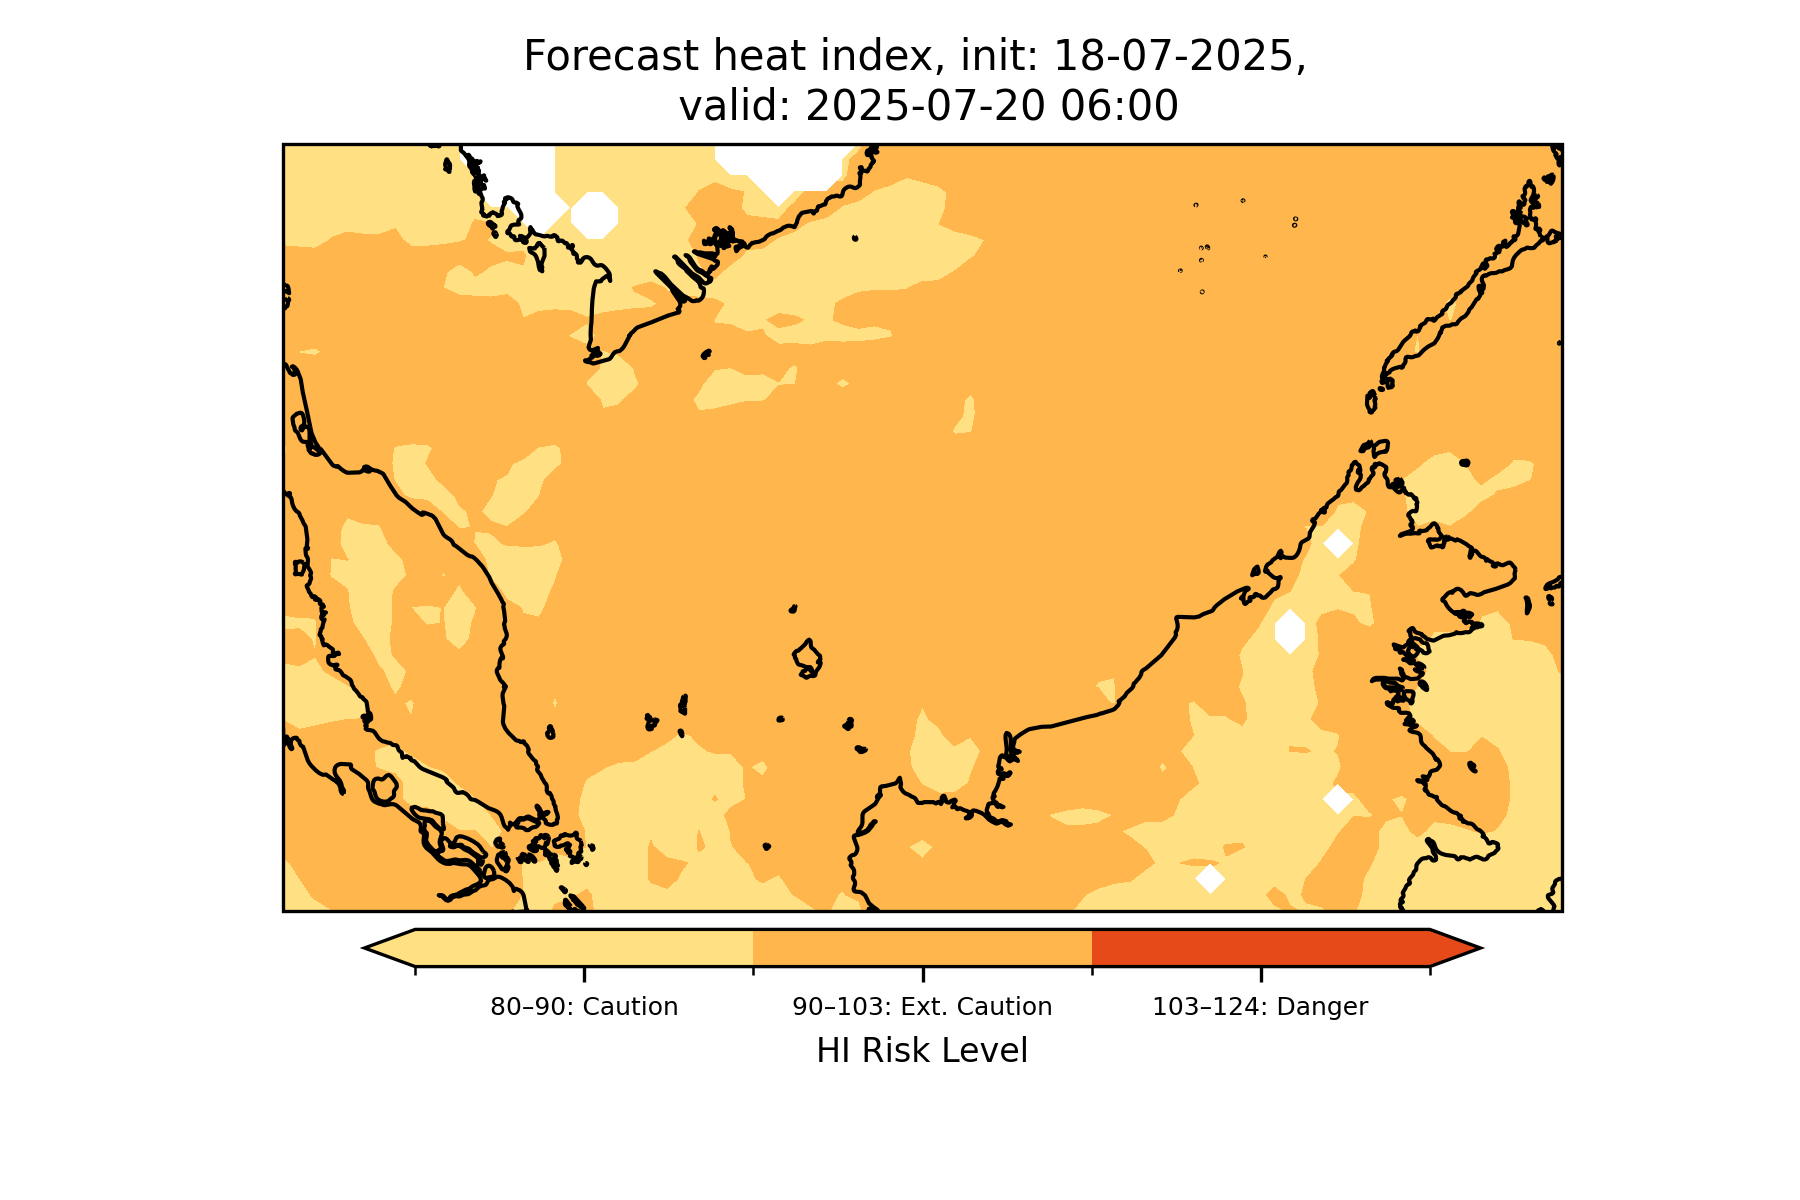 Forecast heat index, init: 18-07-2025,
valid: 2025-07-20 06:00
80–90: Caution
90–103: Ext. Caution
103–124: Danger
HI Risk Level